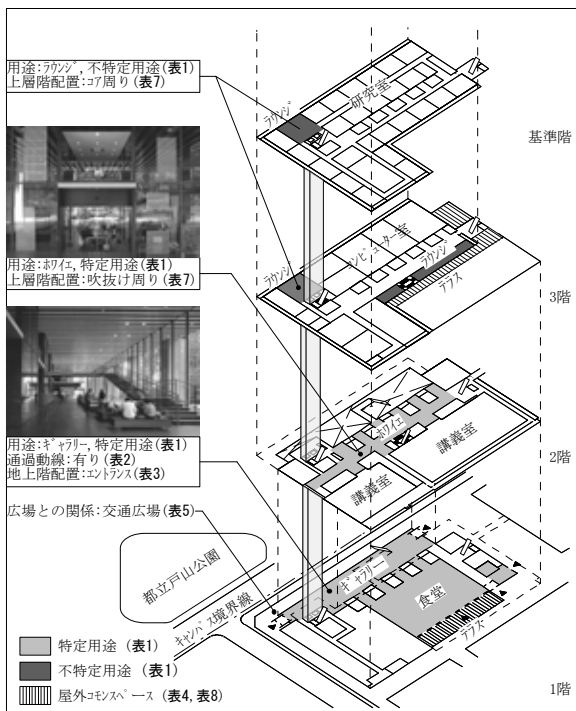 用途:ﾗｳﾝｼﾞ,不特定用途(表1)
上層階配置:ｺｱ周り(表7)
ﾗｳﾝｼﾞ
研究室
基準階
用途:ﾎﾜｲｴ,特定用途(表1)
上層階配置:吹抜け周り(表7)
ﾗｳﾝｼﾞ
ｺﾝﾋﾟｭｰﾀｰ室
ﾗｳﾝｼﾞ
ﾃﾗｽ
3階
用途:ｷﾞｬﾗﾘｰ,特定用途(表1)
通過動線:有り(表2)
地上階配置:ｴﾝﾄﾗﾝｽ(表3)
ﾎﾜｲｴ
講義室
講義室
2階
広場との関係:交通広場(表5)
都立戸山公園
ｷｬﾝﾊﾟｽ境界線
ｷﾞｬﾗﾘｰ
食堂
ﾃﾗｽ
1階
特定用途 (表1)
不特定用途 (表1)
屋外ｺﾓﾝｽﾍﾟｰｽ (表4,表8)